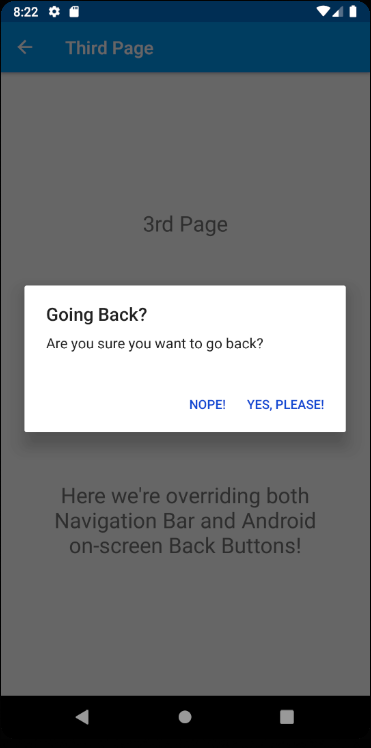 8:22
Third Page
3rd Page
Going Back?
Are you sure you want to go back?
NOPE! YES, PLEASE!
Here we're overriding both
Navigation Bar and Android
on-screen Back Buttons!